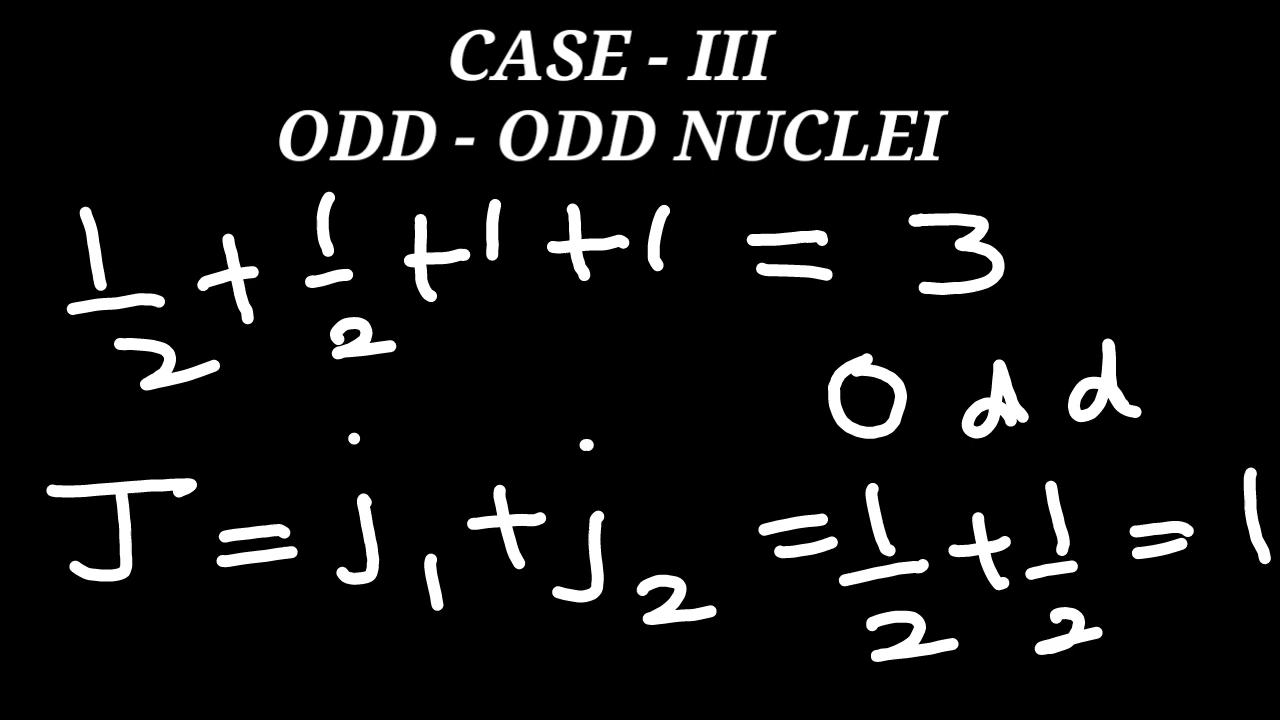 CASE - III
ODD - ODD NUCLEI
1/2 + 1/2 + 1 + 1 = 3
Odd
J = j₁ + j₂ = 1/2 + 1/2 = 1